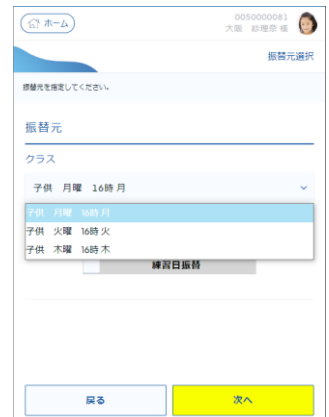 ホーム
0050000081
大阪 紗理奈 様
振替元選択
振替元を指定してください。
振替元
クラス
子供 月曜 16時 月
子供 月曜 16時 月
子供 火曜 16時 火
子供 木曜 16時 木
練習日振替
戻る
次へ